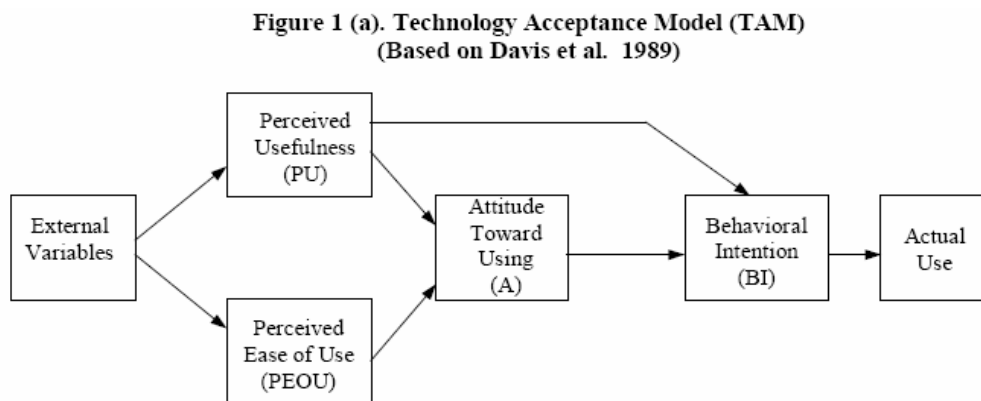 Figure 1 (a). Technology Acceptance Model (TAM)
(Based on Davis et al. 1989)
Perceived
Usefulness
(PU)
External
Variables
Attitude
Toward
Using
(A)
Behavioral
Intention
(BI)
Actual
Use
Perceived
Ease of Use
(PEOU)